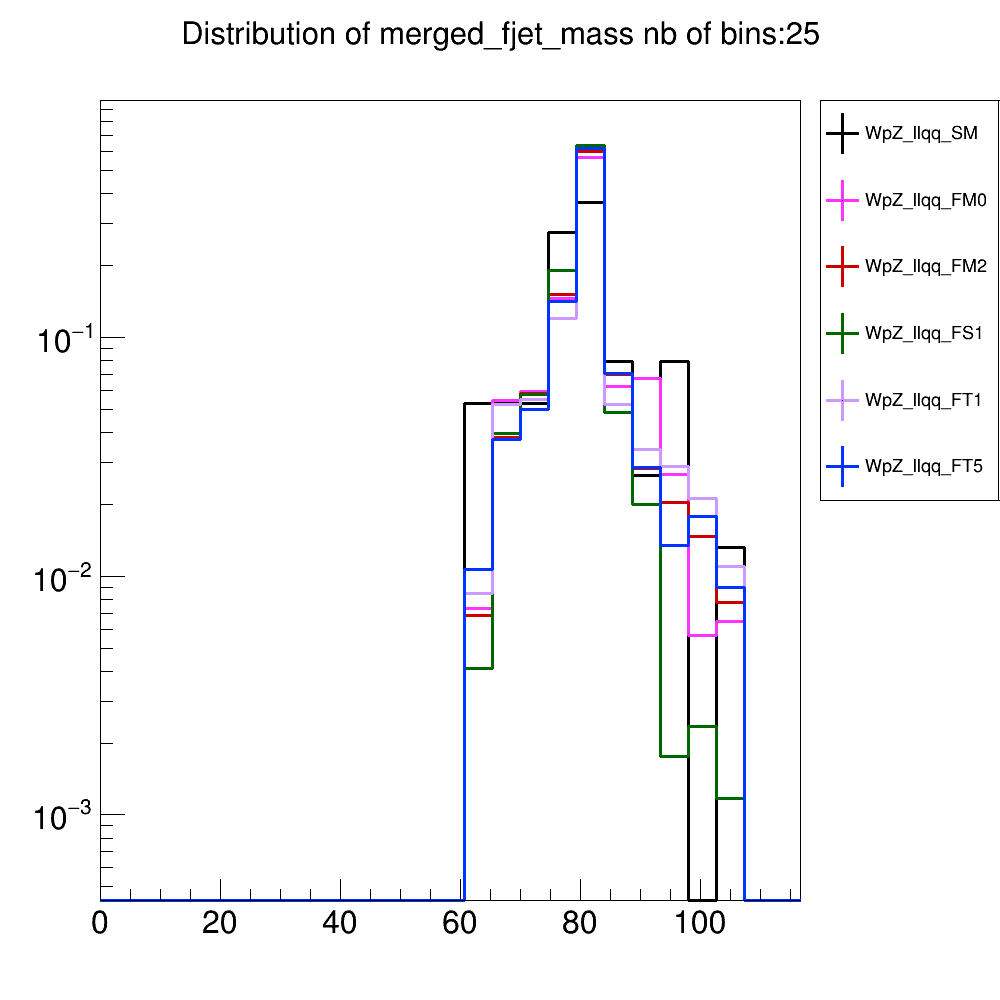 Distribution of merged_fjet_mass nb of bins:25
WpZ_llqq_SM
WpZ_llqq_FM0
WpZ_llqq_FM2
WpZ_llqq_FS1
WpZ_llqq_FT1
WpZ_llqq_FT5
10⁻¹
10⁻²
10⁻³
0 20 40 60 80 100